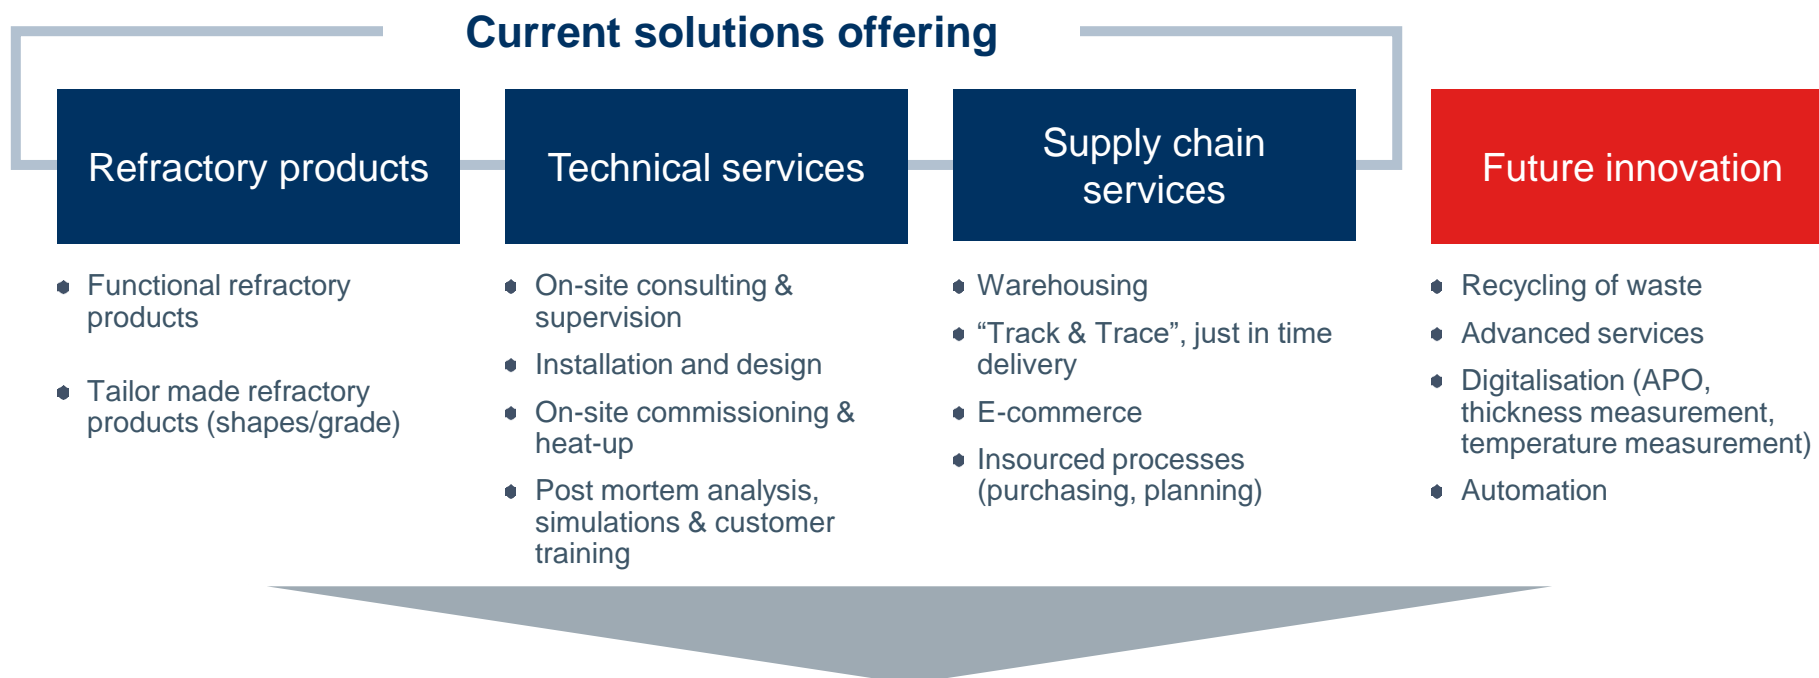 Current solutions offering
Refractory products
Functional refractory
products
Tailor made refractory
products (shapes/grade)
Technical services
On-site consulting &
supervision
Installation and design
On-site commissioning &
heat-up
Post mortem analysis,
simulations & customer
training
Supply chain
services
Warehousing
“Track & Trace”, just in time
delivery
E-commerce
Insourced processes
(purchasing, planning)
Future innovation
Recycling of waste
Advanced services
Digitalisation (APO,
thickness measurement,
temperature measurement)
Automation